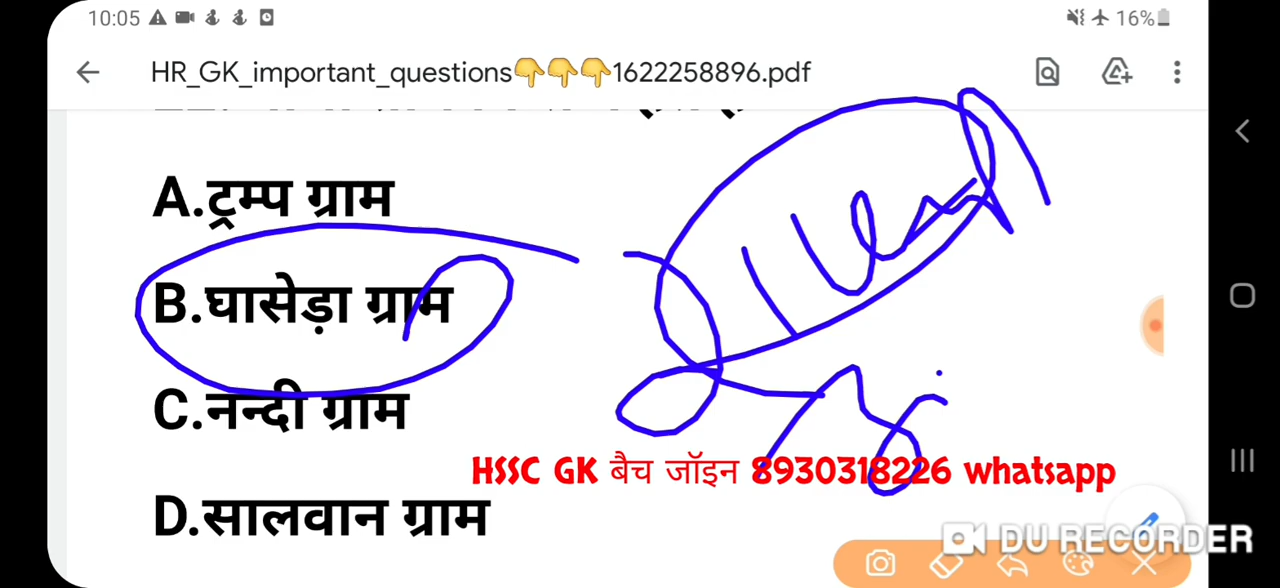 10:05 16%
HR_GK_important_questions👇👇👇1622258896.pdf
A.ट्रम्प ग्राम
B.घासेड़ा ग्राम
C.नन्दी ग्राम
HSSC GK बैच जॉइन 8930318226 whatsapp
D.सालवान ग्राम
DU RECORDER